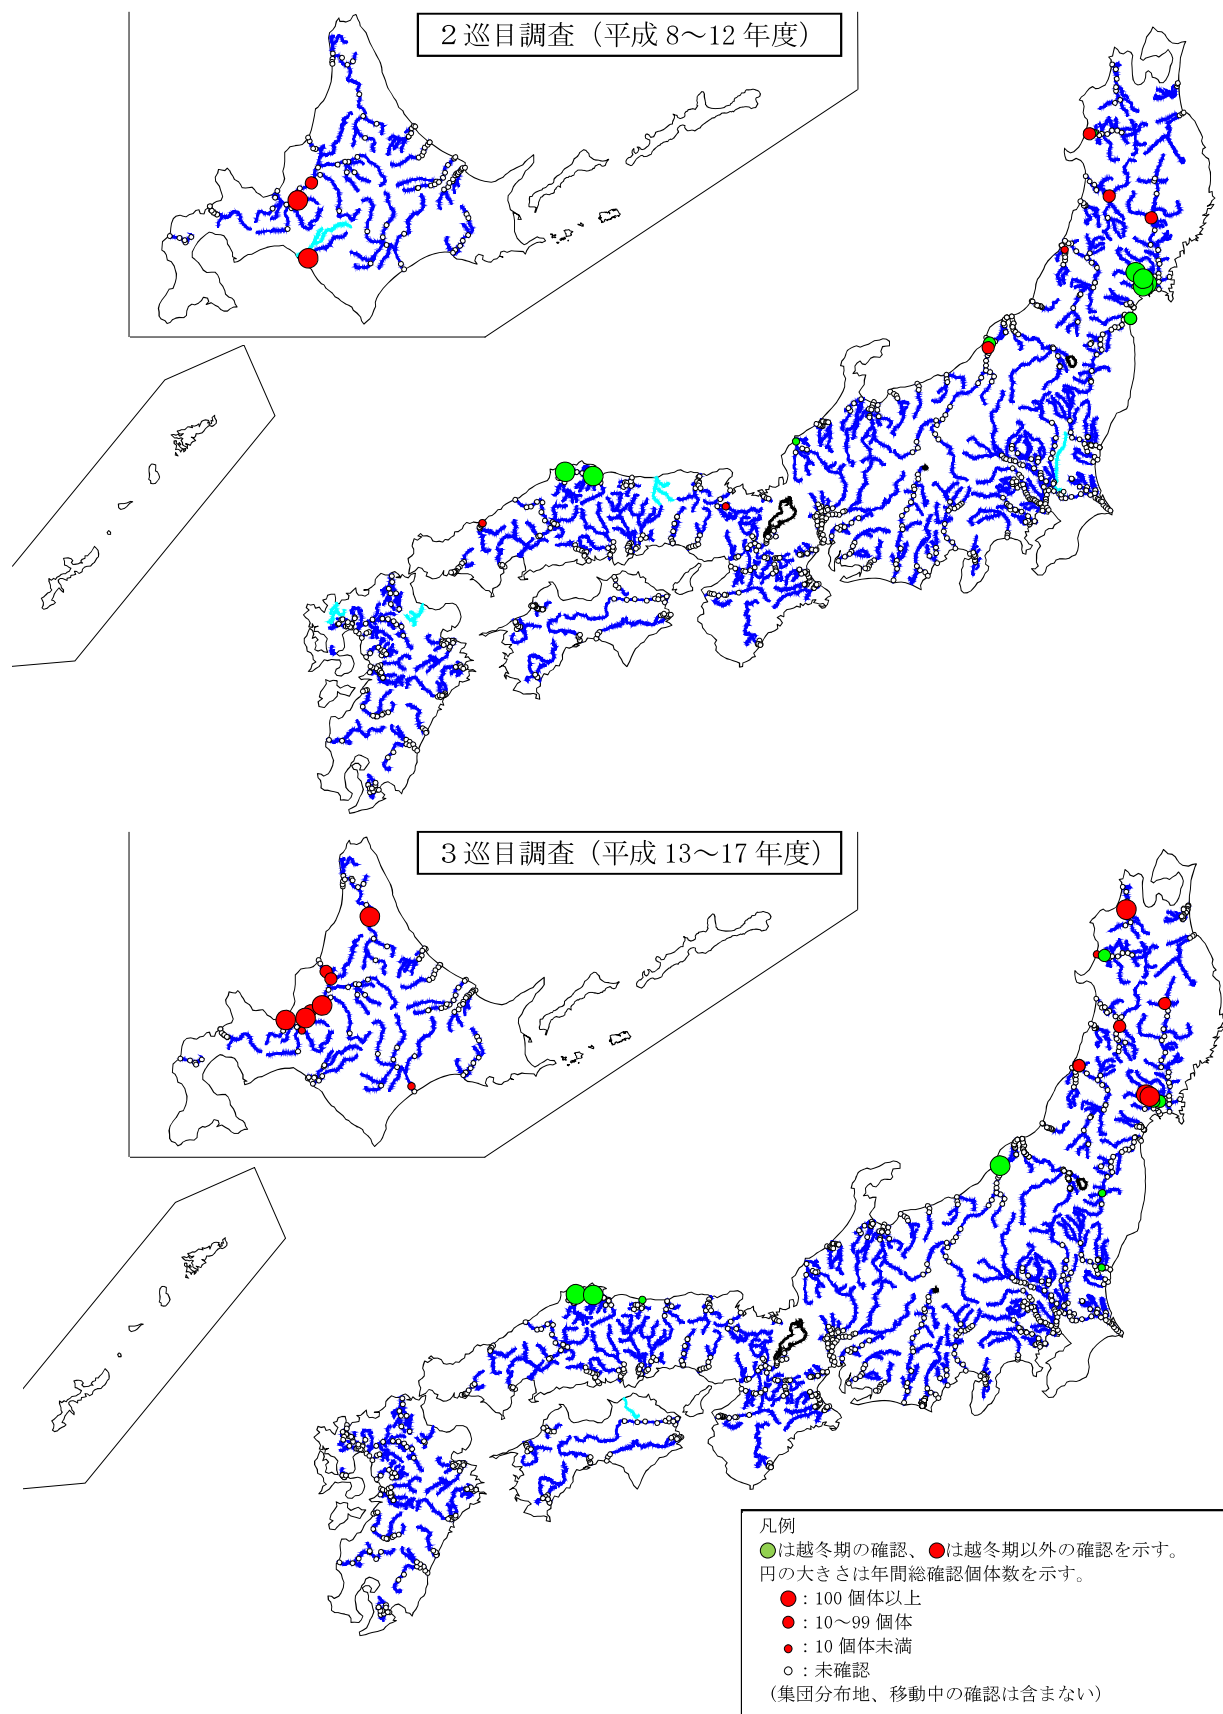 ２巡目調査（平成 8～12 年度）
３巡目調査（平成 13～17 年度）
凡例
は越冬期の確認、 は越冬期以外の確認を示す。
円の大きさは年間総確認個体数を示す。
：100 個体以上
：10～99 個体
：10 個体未満
：未確認
（集団分布地、移動中の確認は含まない）